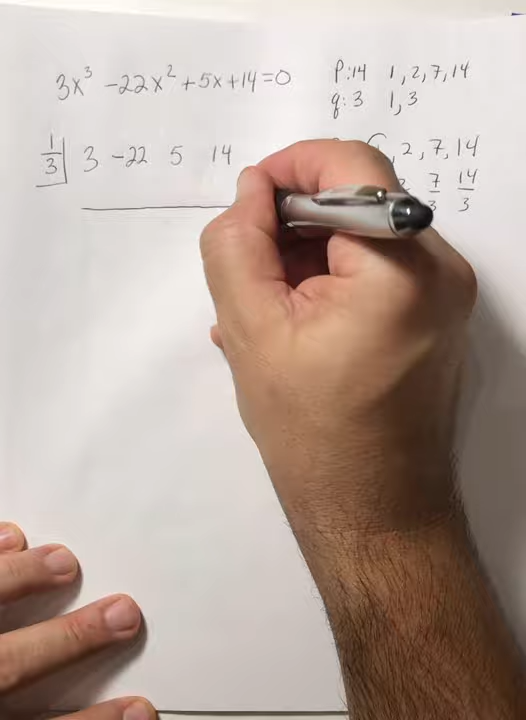 3x³ -22x² +5x+14=0
P:14 1,2,7,14
q:3 1,3
1/3 | 3 -22 5 14
, 2, 7, 14
7/3 14/3